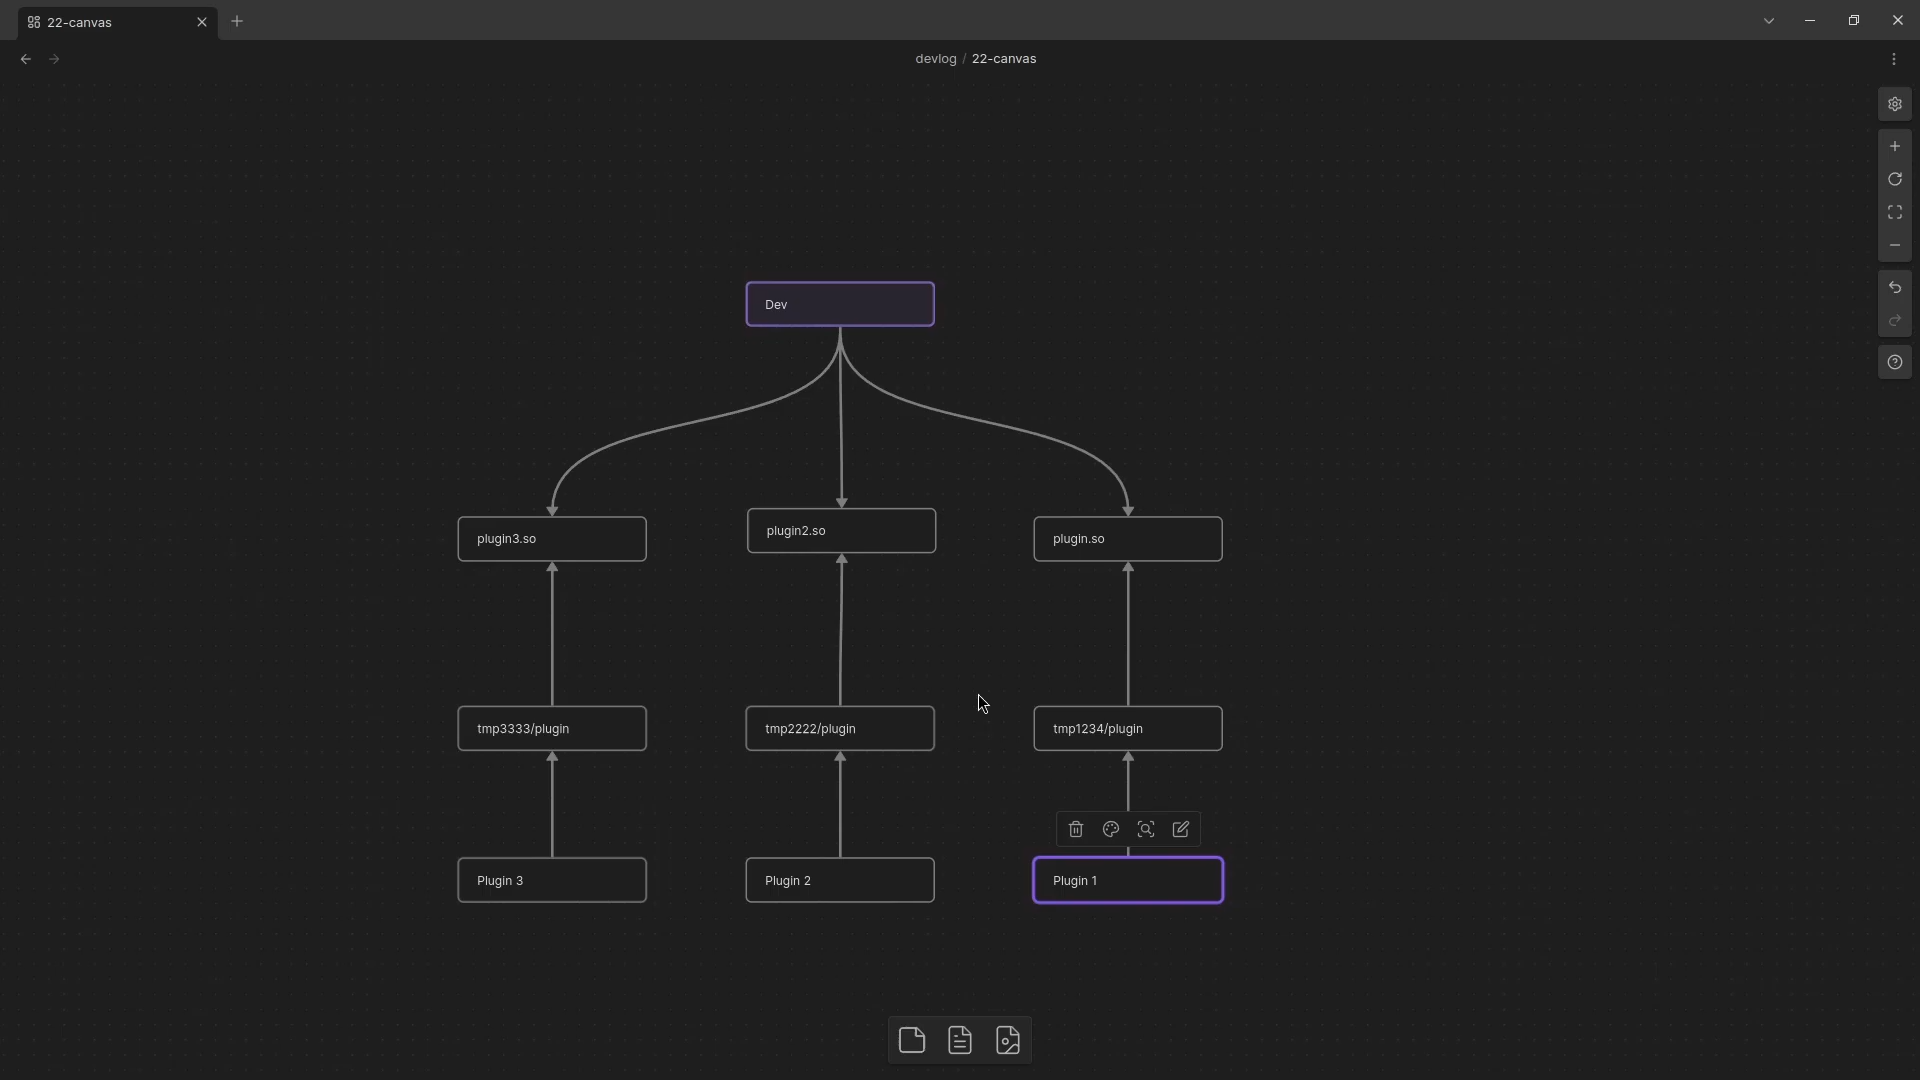 22-canvas
devlog / 22-canvas
Dev
plugin3.so
plugin2.so
plugin.so
tmp3333/plugin
tmp2222/plugin
tmp1234/plugin
Plugin 3
Plugin 2
Plugin 1